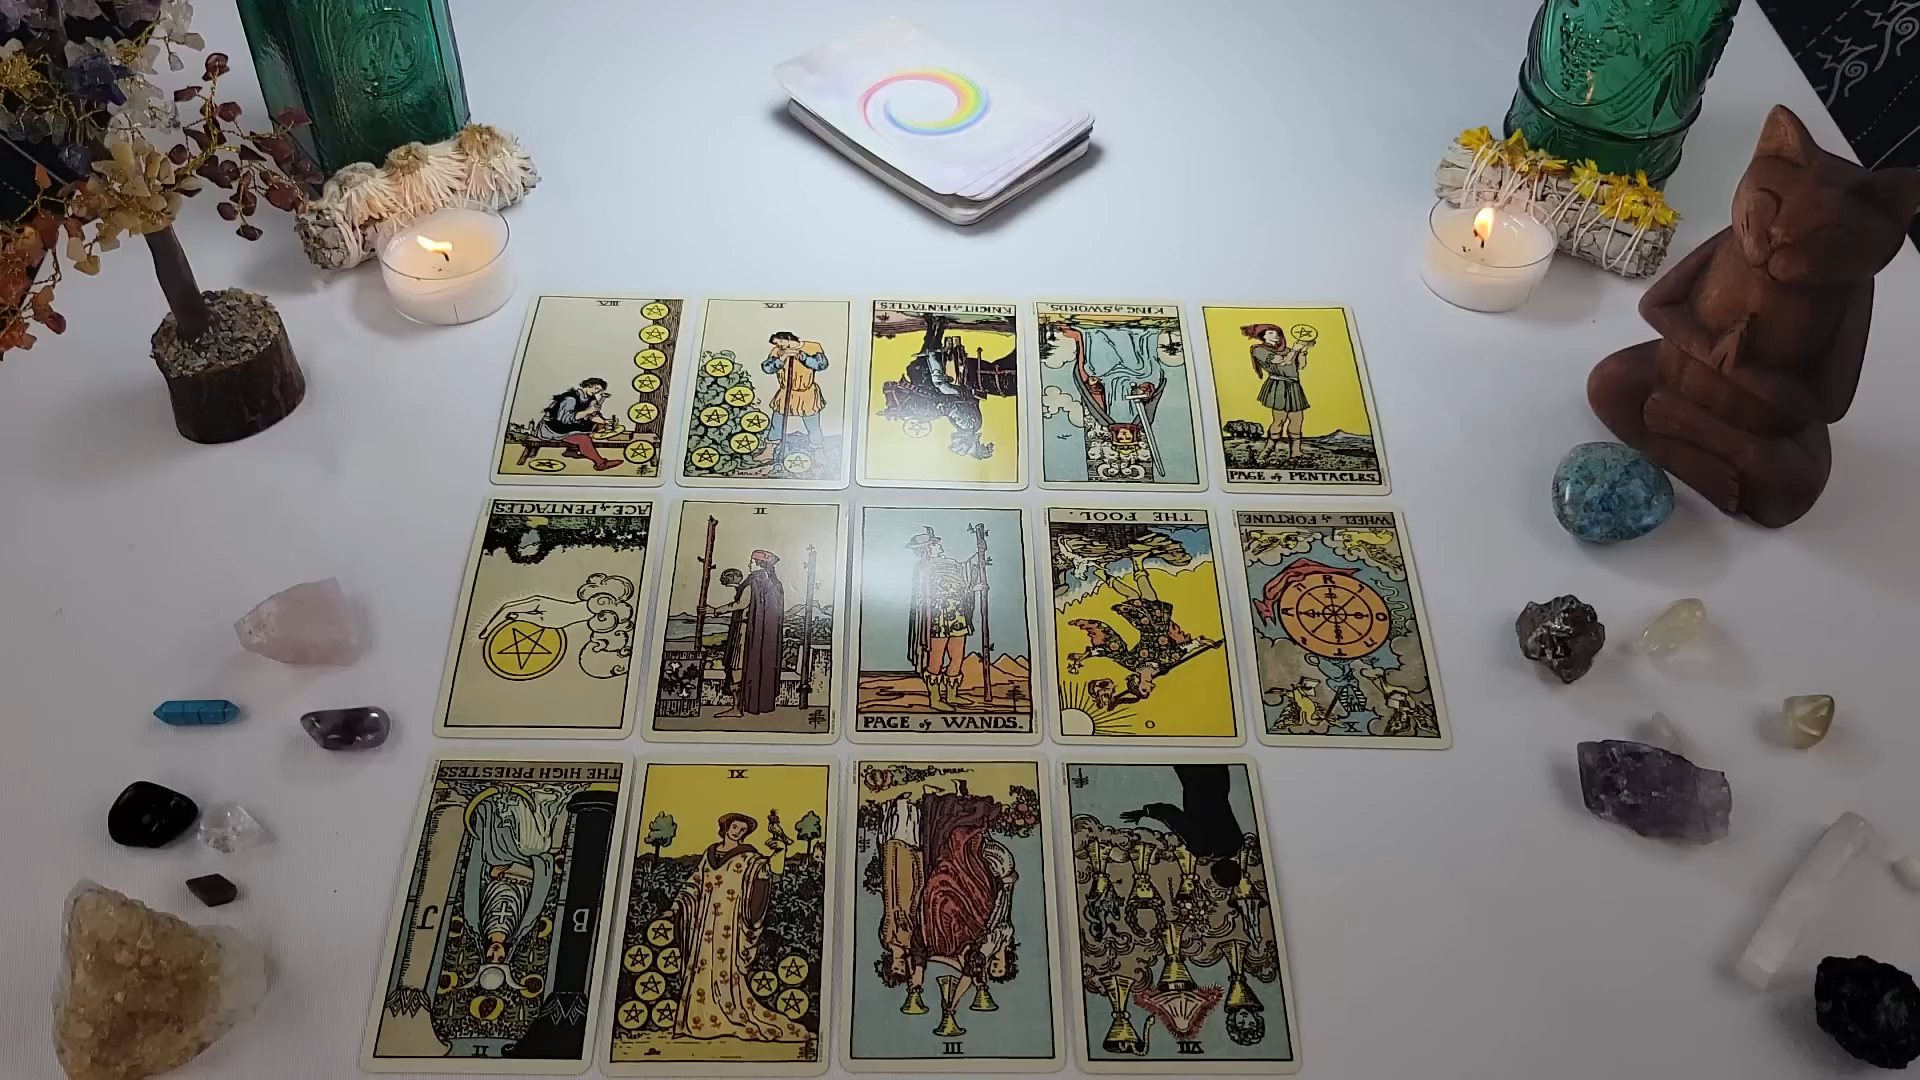 VIII
VII
KNIGHT of PENTACLES.
KING of SWORDS.
PAGE of PENTACLES.
ACE of PENTACLES.
II
PAGE of WANDS.
THE FOOL.
0
WHEEL of FORTUNE.
T A R O
X
THE HIGH PRIESTESS
J
B
II
IX
III
VII